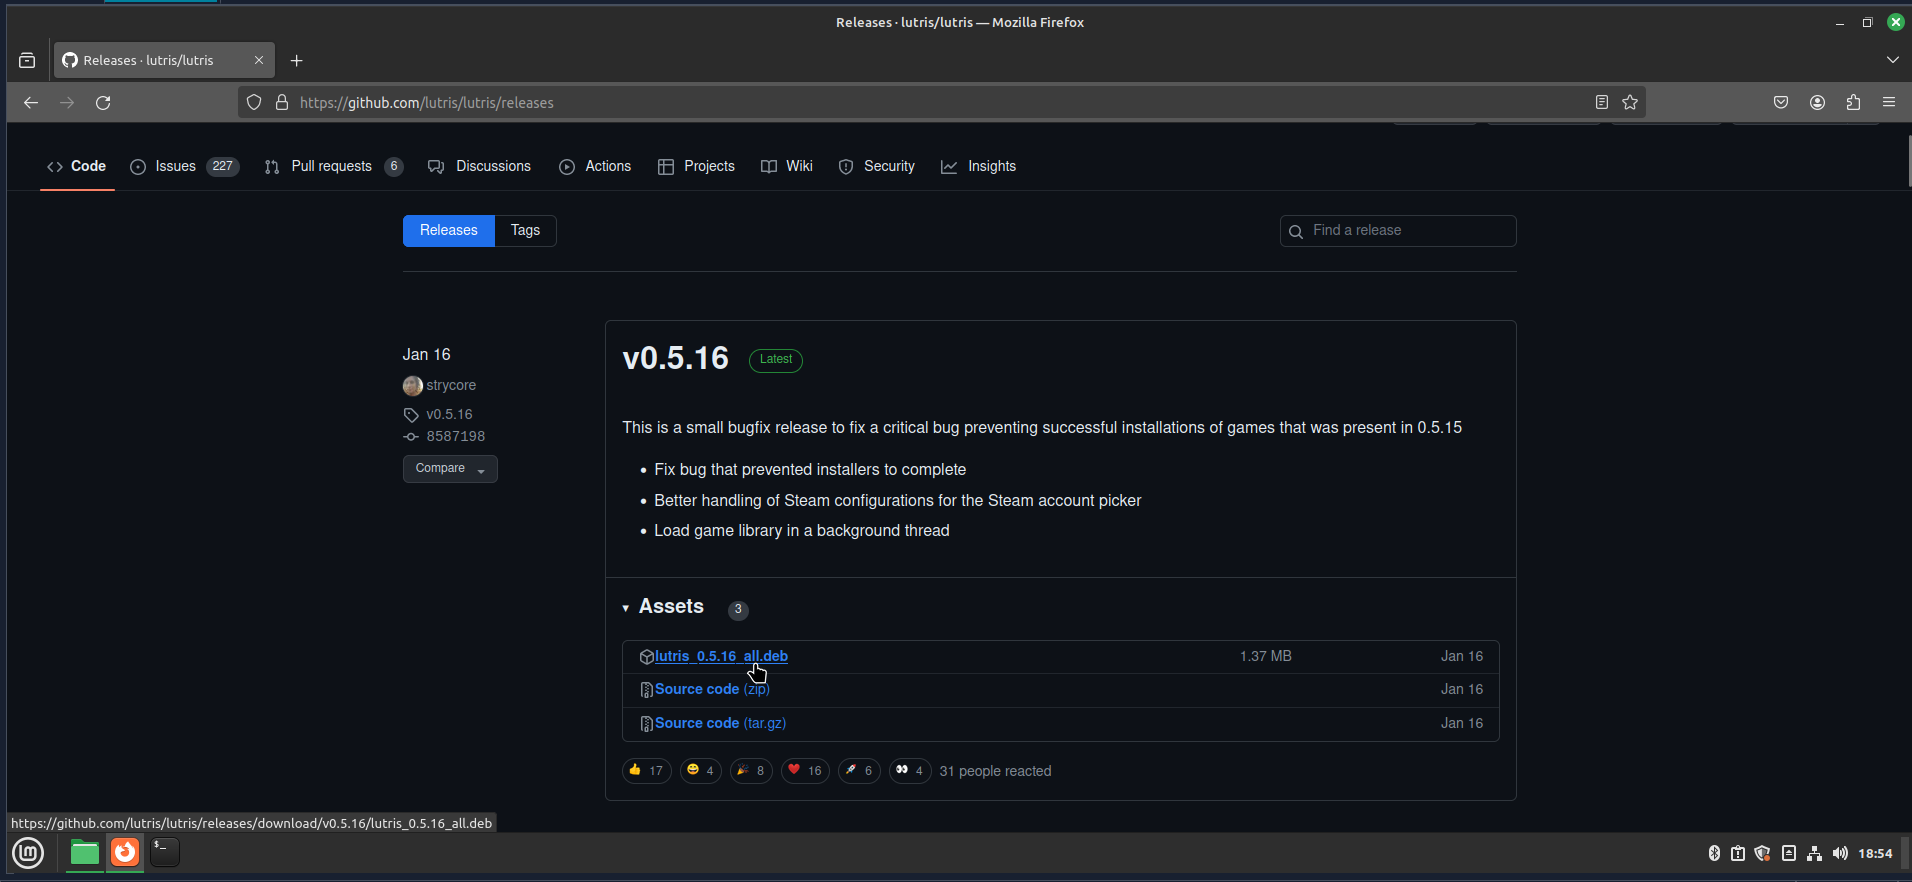 Releases · lutris/lutris — Mozilla Firefox
Releases · lutris/lutris
https://github.com/lutris/lutris/releases
Code Issues 227 Pull requests 6 Discussions Actions Projects Wiki Security Insights
Releases Tags Find a release
Jan 16
strycore
v0.5.16
8587198
Compare
v0.5.16 Latest
This is a small bugfix release to fix a critical bug preventing successful installations of games that was present in 0.5.15
• Fix bug that prevented installers to complete
• Better handling of Steam configurations for the Steam account picker
• Load game library in a background thread
Assets 3
lutris_0.5.16_all.deb 1.37 MB Jan 16
Source code (zip) Jan 16
Source code (tar.gz) Jan 16
👍 17 😄 4 🎉 8 ❤️ 16 🚀 6 👀 4 31 people reacted
https://github.com/lutris/lutris/releases/download/v0.5.16/lutris_0.5.16_all.deb
18:54